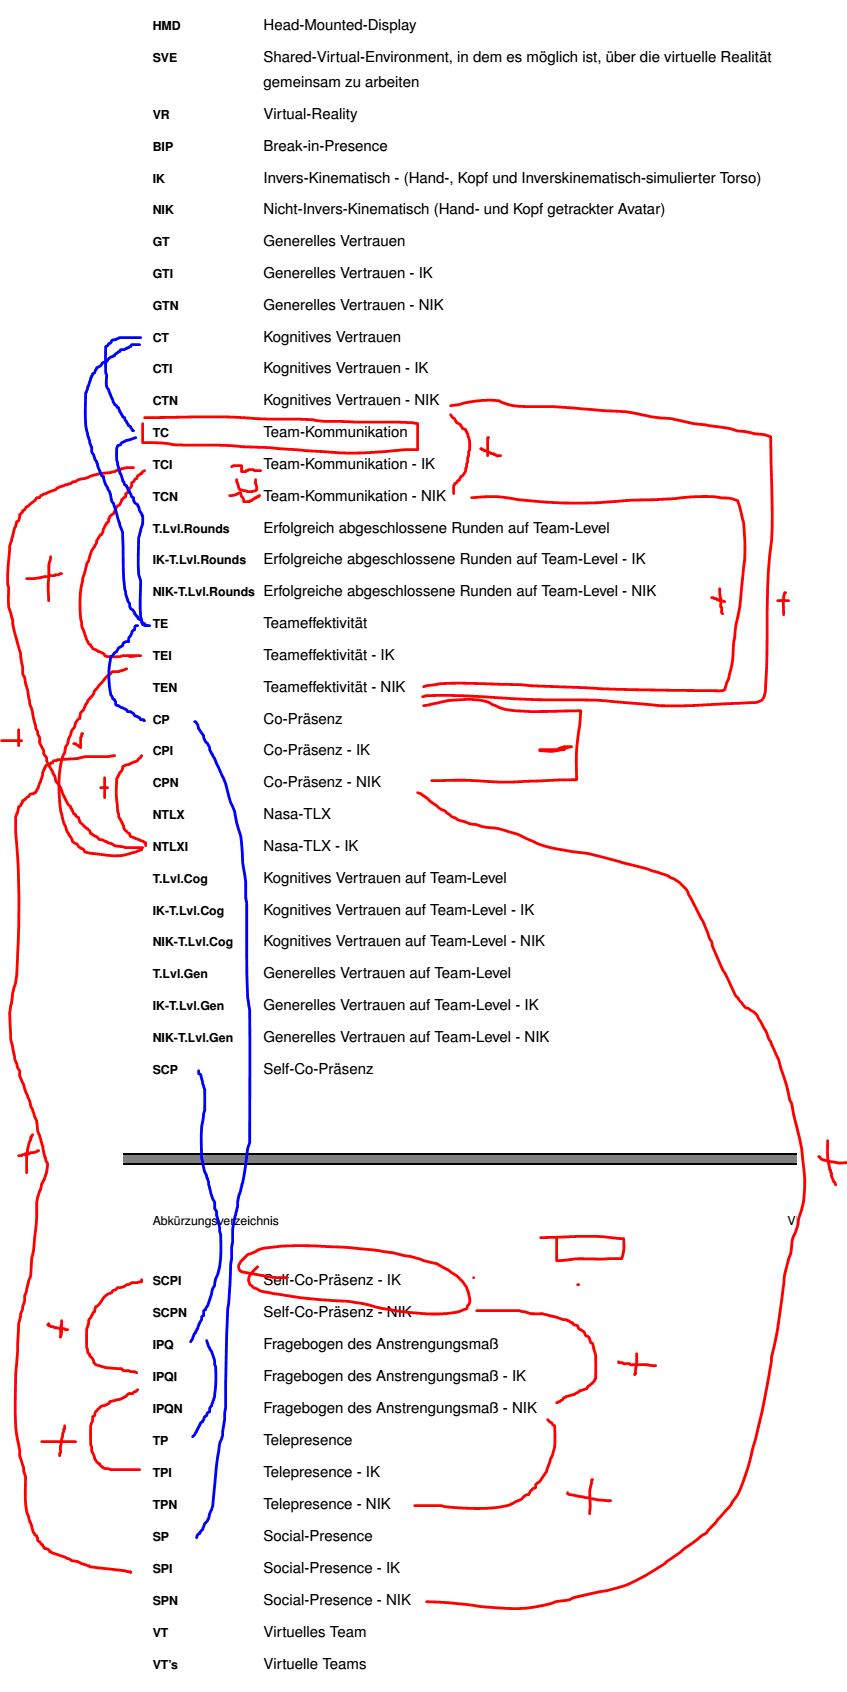 HMD Head-Mounted-Display
SVE Shared-Virtual-Environment, in dem es möglich ist, über die virtuelle Realität
gemeinsam zu arbeiten
VR Virtual-Reality
BIP Break-in-Presence
IK Invers-Kinematisch - (Hand-, Kopf und Inverskinematisch-simulierter Torso)
NIK Nicht-Invers-Kinematisch (Hand- und Kopf getrackter Avatar)
GT Generelles Vertrauen
GTI Generelles Vertrauen - IK
GTN Generelles Vertrauen - NIK
CT Kognitives Vertrauen
CTI Kognitives Vertrauen - IK
CTN Kognitives Vertrauen - NIK
TC Team-Kommunikation
TCI Team-Kommunikation - IK
TCN Team-Kommunikation - NIK
T.Lvl.Rounds Erfolgreich abgeschlossene Runden auf Team-Level
IK-T.Lvl.Rounds Erfolgreiche abgeschlossene Runden auf Team-Level - IK
NIK-T.Lvl.Rounds Erfolgreiche abgeschlossene Runden auf Team-Level - NIK
TE Teameffektivität
TEI Teameffektivität - IK
TEN Teameffektivität - NIK
CP Co-Präsenz
CPI Co-Präsenz - IK
CPN Co-Präsenz - NIK
NTLX Nasa-TLX
NTLXI Nasa-TLX - IK
T.Lvl.Cog Kognitives Vertrauen auf Team-Level
IK-T.Lvl.Cog Kognitives Vertrauen auf Team-Level - IK
NIK-T.Lvl.Cog Kognitives Vertrauen auf Team-Level - NIK
T.Lvl.Gen Generelles Vertrauen auf Team-Level
IK-T.Lvl.Gen Generelles Vertrauen auf Team-Level - IK
NIK-T.Lvl.Gen Generelles Vertrauen auf Team-Level - NIK
SCP Self-Co-Präsenz
Abkürzungsverzeichnis V
SCPI Self-Co-Präsenz - IK
SCPN Self-Co-Präsenz - NIK
IPQ Fragebogen des Anstrengungsmaß
IPQI Fragebogen des Anstrengungsmaß - IK
IPQN Fragebogen des Anstrengungsmaß - NIK
TP Telepresence
TPI Telepresence - IK
TPN Telepresence - NIK
SP Social-Presence
SPI Social-Presence - IK
SPN Social-Presence - NIK
VT Virtuelles Team
VT's Virtuelle Teams